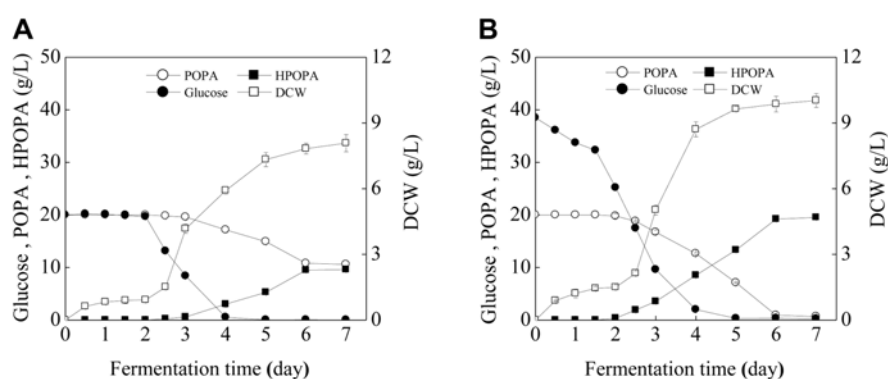 A
50
40
30
20
10
0
12
9
6
3
0
Glucose , POPA , HPOPA (g/L)
DCW (g/L)
POPA HPOPA
Glucose DCW
0 1 2 3 4 5 6 7
Fermentation time (day)
B
50
40
30
20
10
0
12
9
6
3
0
Glucose , POPA , HPOPA (g/L)
DCW (g/L)
POPA HPOPA
Glucose DCW
0 1 2 3 4 5 6 7
Fermentation time (day)